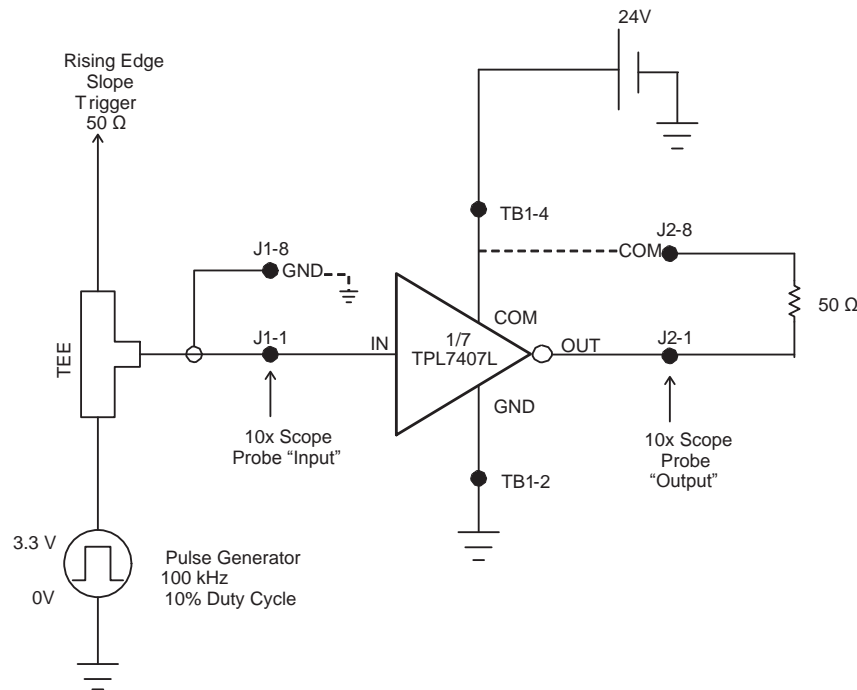 24V
Rising Edge
Slope
Trigger
50 Ω
TB1-4
J2-8
COM
J1-8
GND
COM
50 Ω
TEE
J1-1
IN
1/7
TPL7407L
OUT
J2-1
GND
10x Scope
Probe “Input”
10x Scope
Probe
“Output”
TB1-2
3.3 V
0V
Pulse Generator
100 kHz
10% Duty Cycle